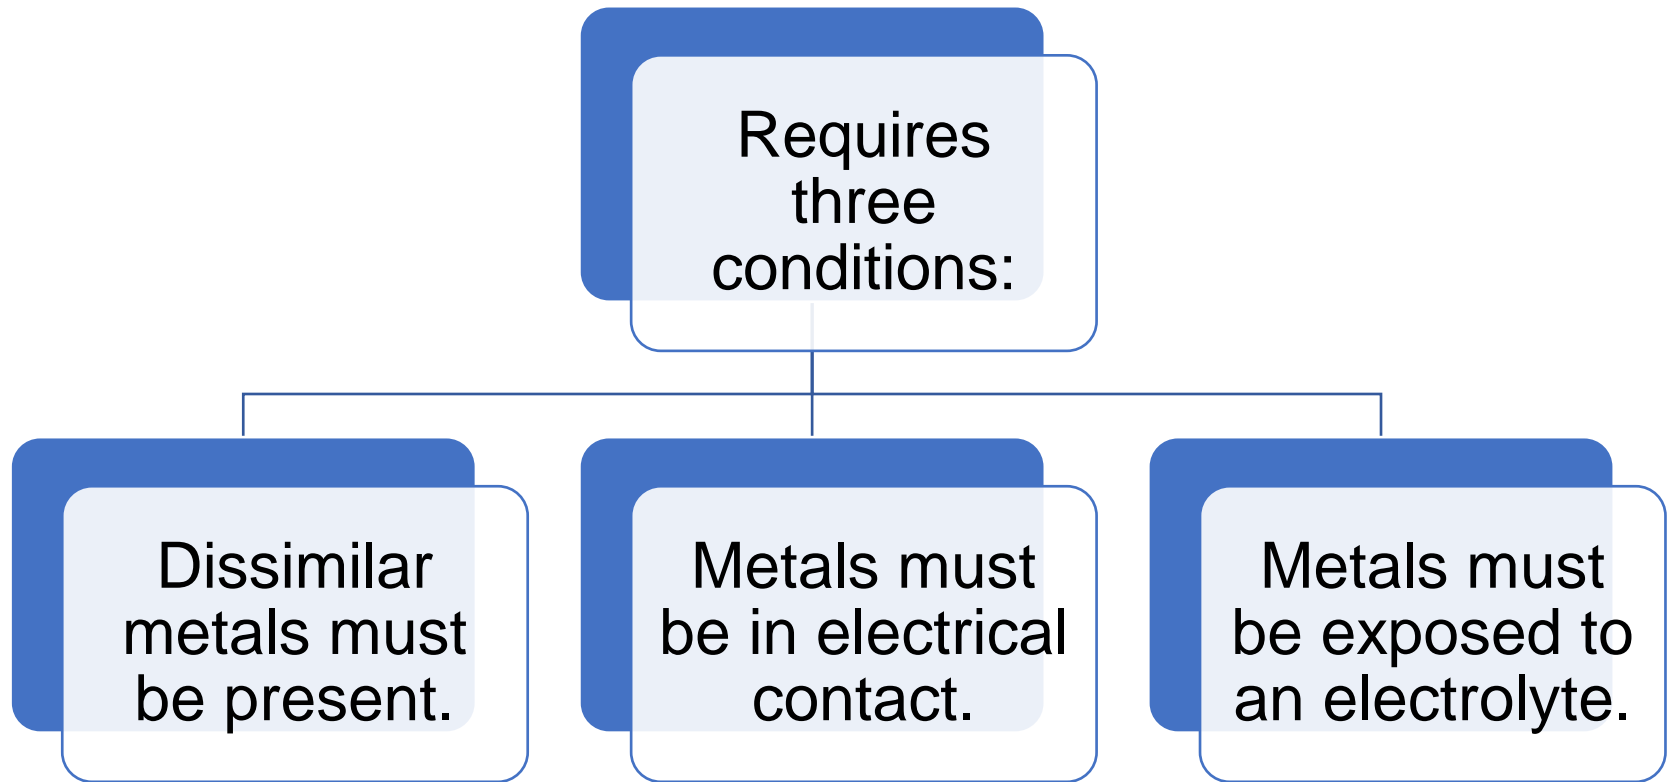 Requires
three
conditions:
Dissimilar
metals must
be present.
Metals must
be in electrical
contact.
Metals must
be exposed to
an electrolyte.